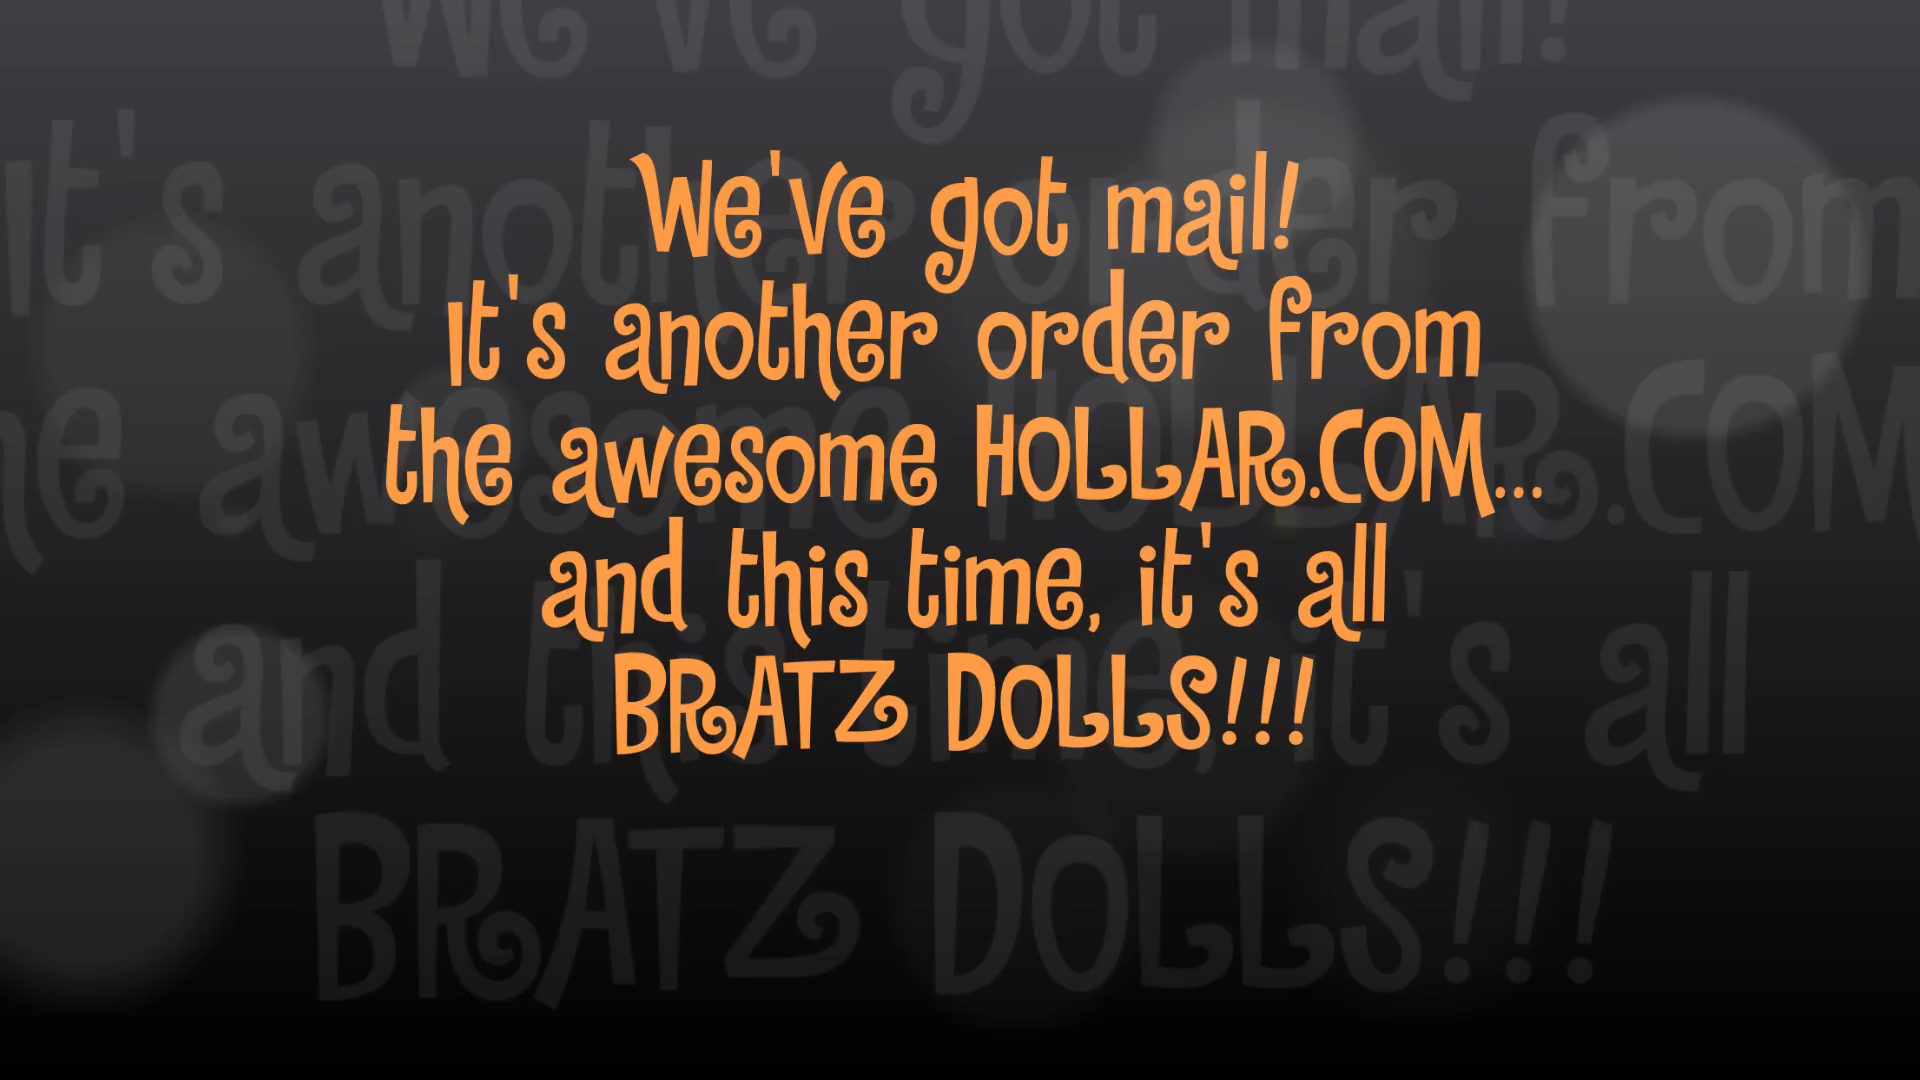 We've got mail!
It's another order from
the awesome HOLLAR.COM...
and this time, it's all
BRATZ DOLLS!!!